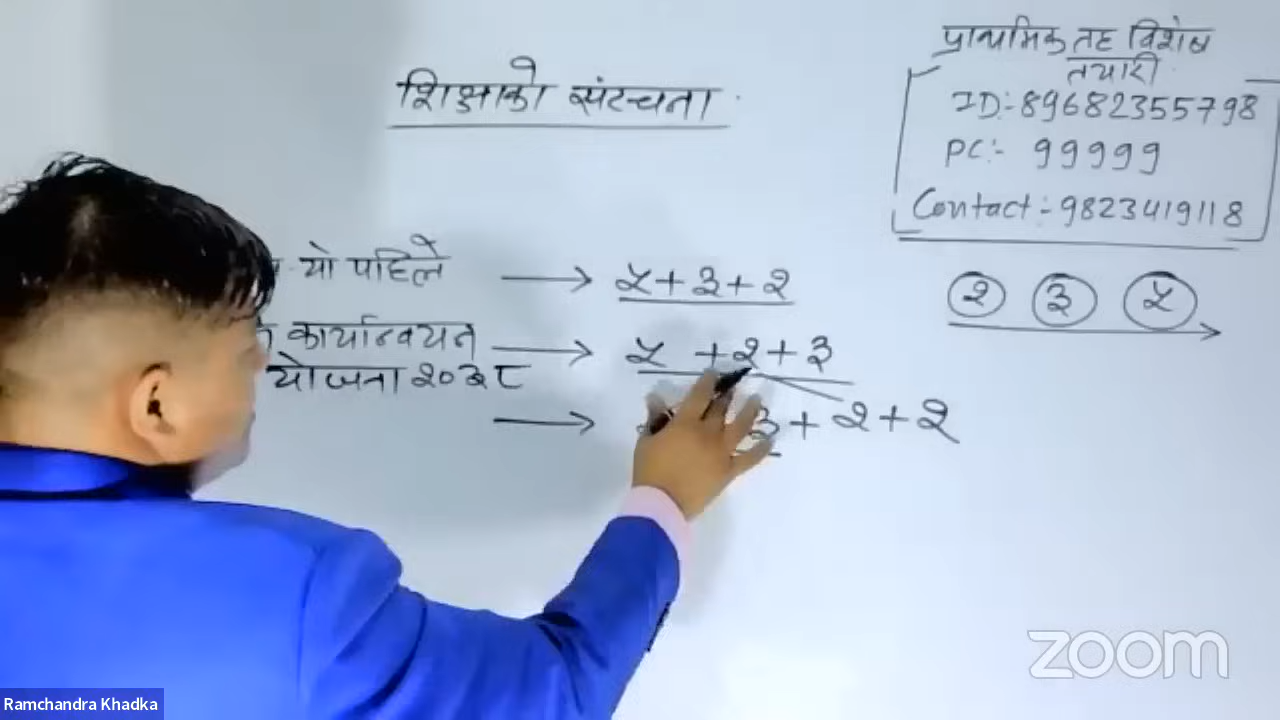 प्राथमिक तह विशेष
तयारी
ID:-89682355798
PC:- 99999
Contact:-9823419118
शिक्षाको संरचना
यो पहिले → ५+३+२
कार्यान्वयन → ५+२+३
योजना २०३८
→ ३+२+२
२ ३ ५
zoom
Ramchandra Khadka